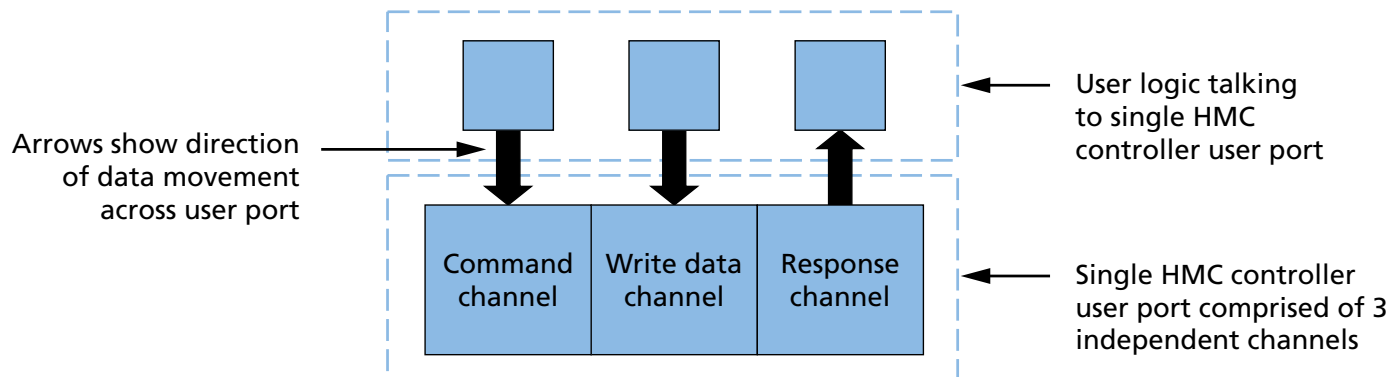 User logic talking
to single HMC
controller user port
Arrows show direction
of data movement
across user port
Command
channel
Write data
channel
Response
channel
Single HMC controller
user port comprised of 3
independent channels